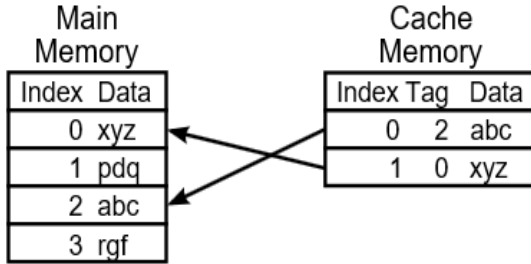 Main
Memory
Index Data
0 xyz
1 pdq
2 abc
3 rgf
Cache
Memory
Index Tag Data
0 2 abc
1 0 xyz